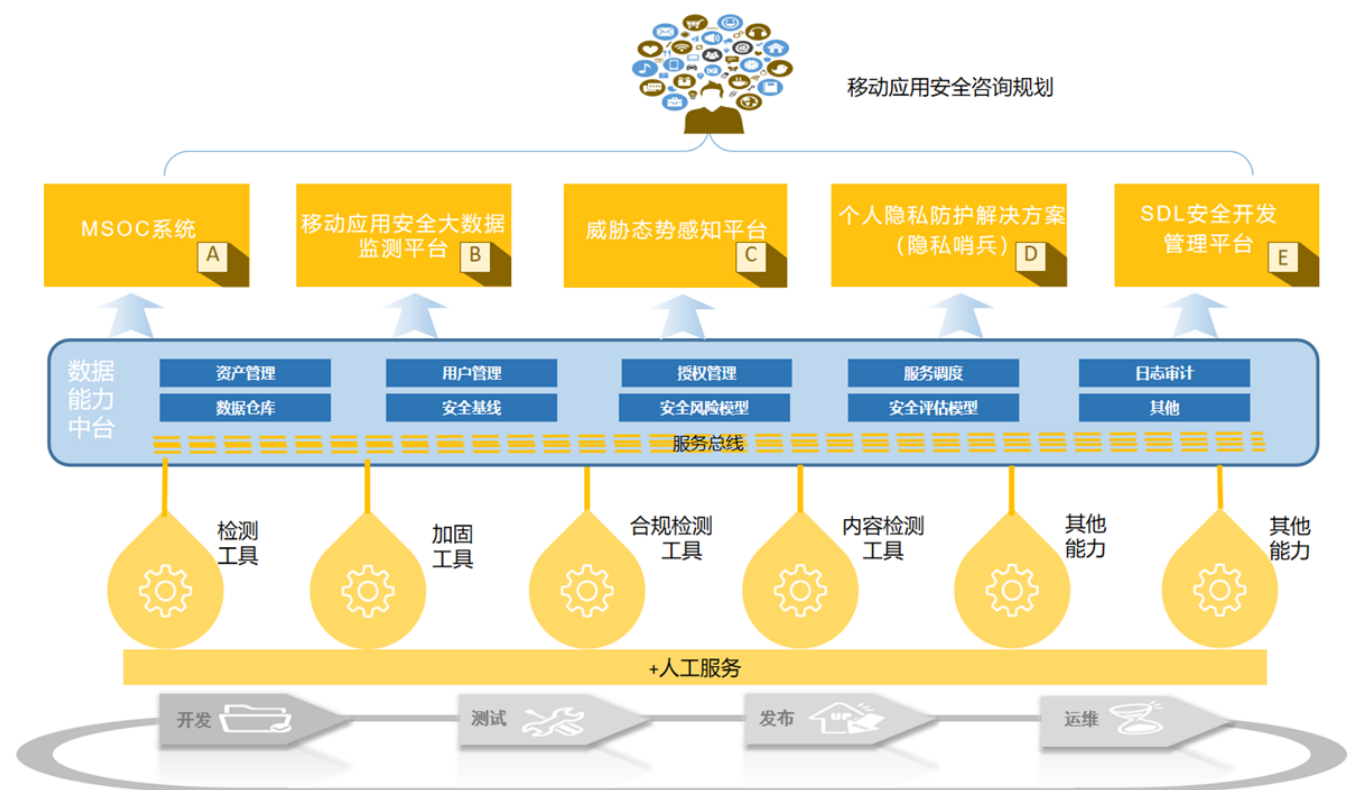 移动应用安全咨询规划
MSOC系统
A
移动应用安全大数据
监测平台
B
威胁态势感知平台
C
个人隐私防护解决方案
(隐私哨兵)
D
SDL安全开发
管理平台
E
数据
能力
中台
资产管理
用户管理
授权管理
服务调度
日志审计
数据仓库
安全基线
安全风险模型
安全评估模型
其他
服务总线
检测
工具
加固
工具
合规检测
工具
内容检测
工具
其他
能力
其他
能力
+人工服务
开发
测试
发布
UP
运维